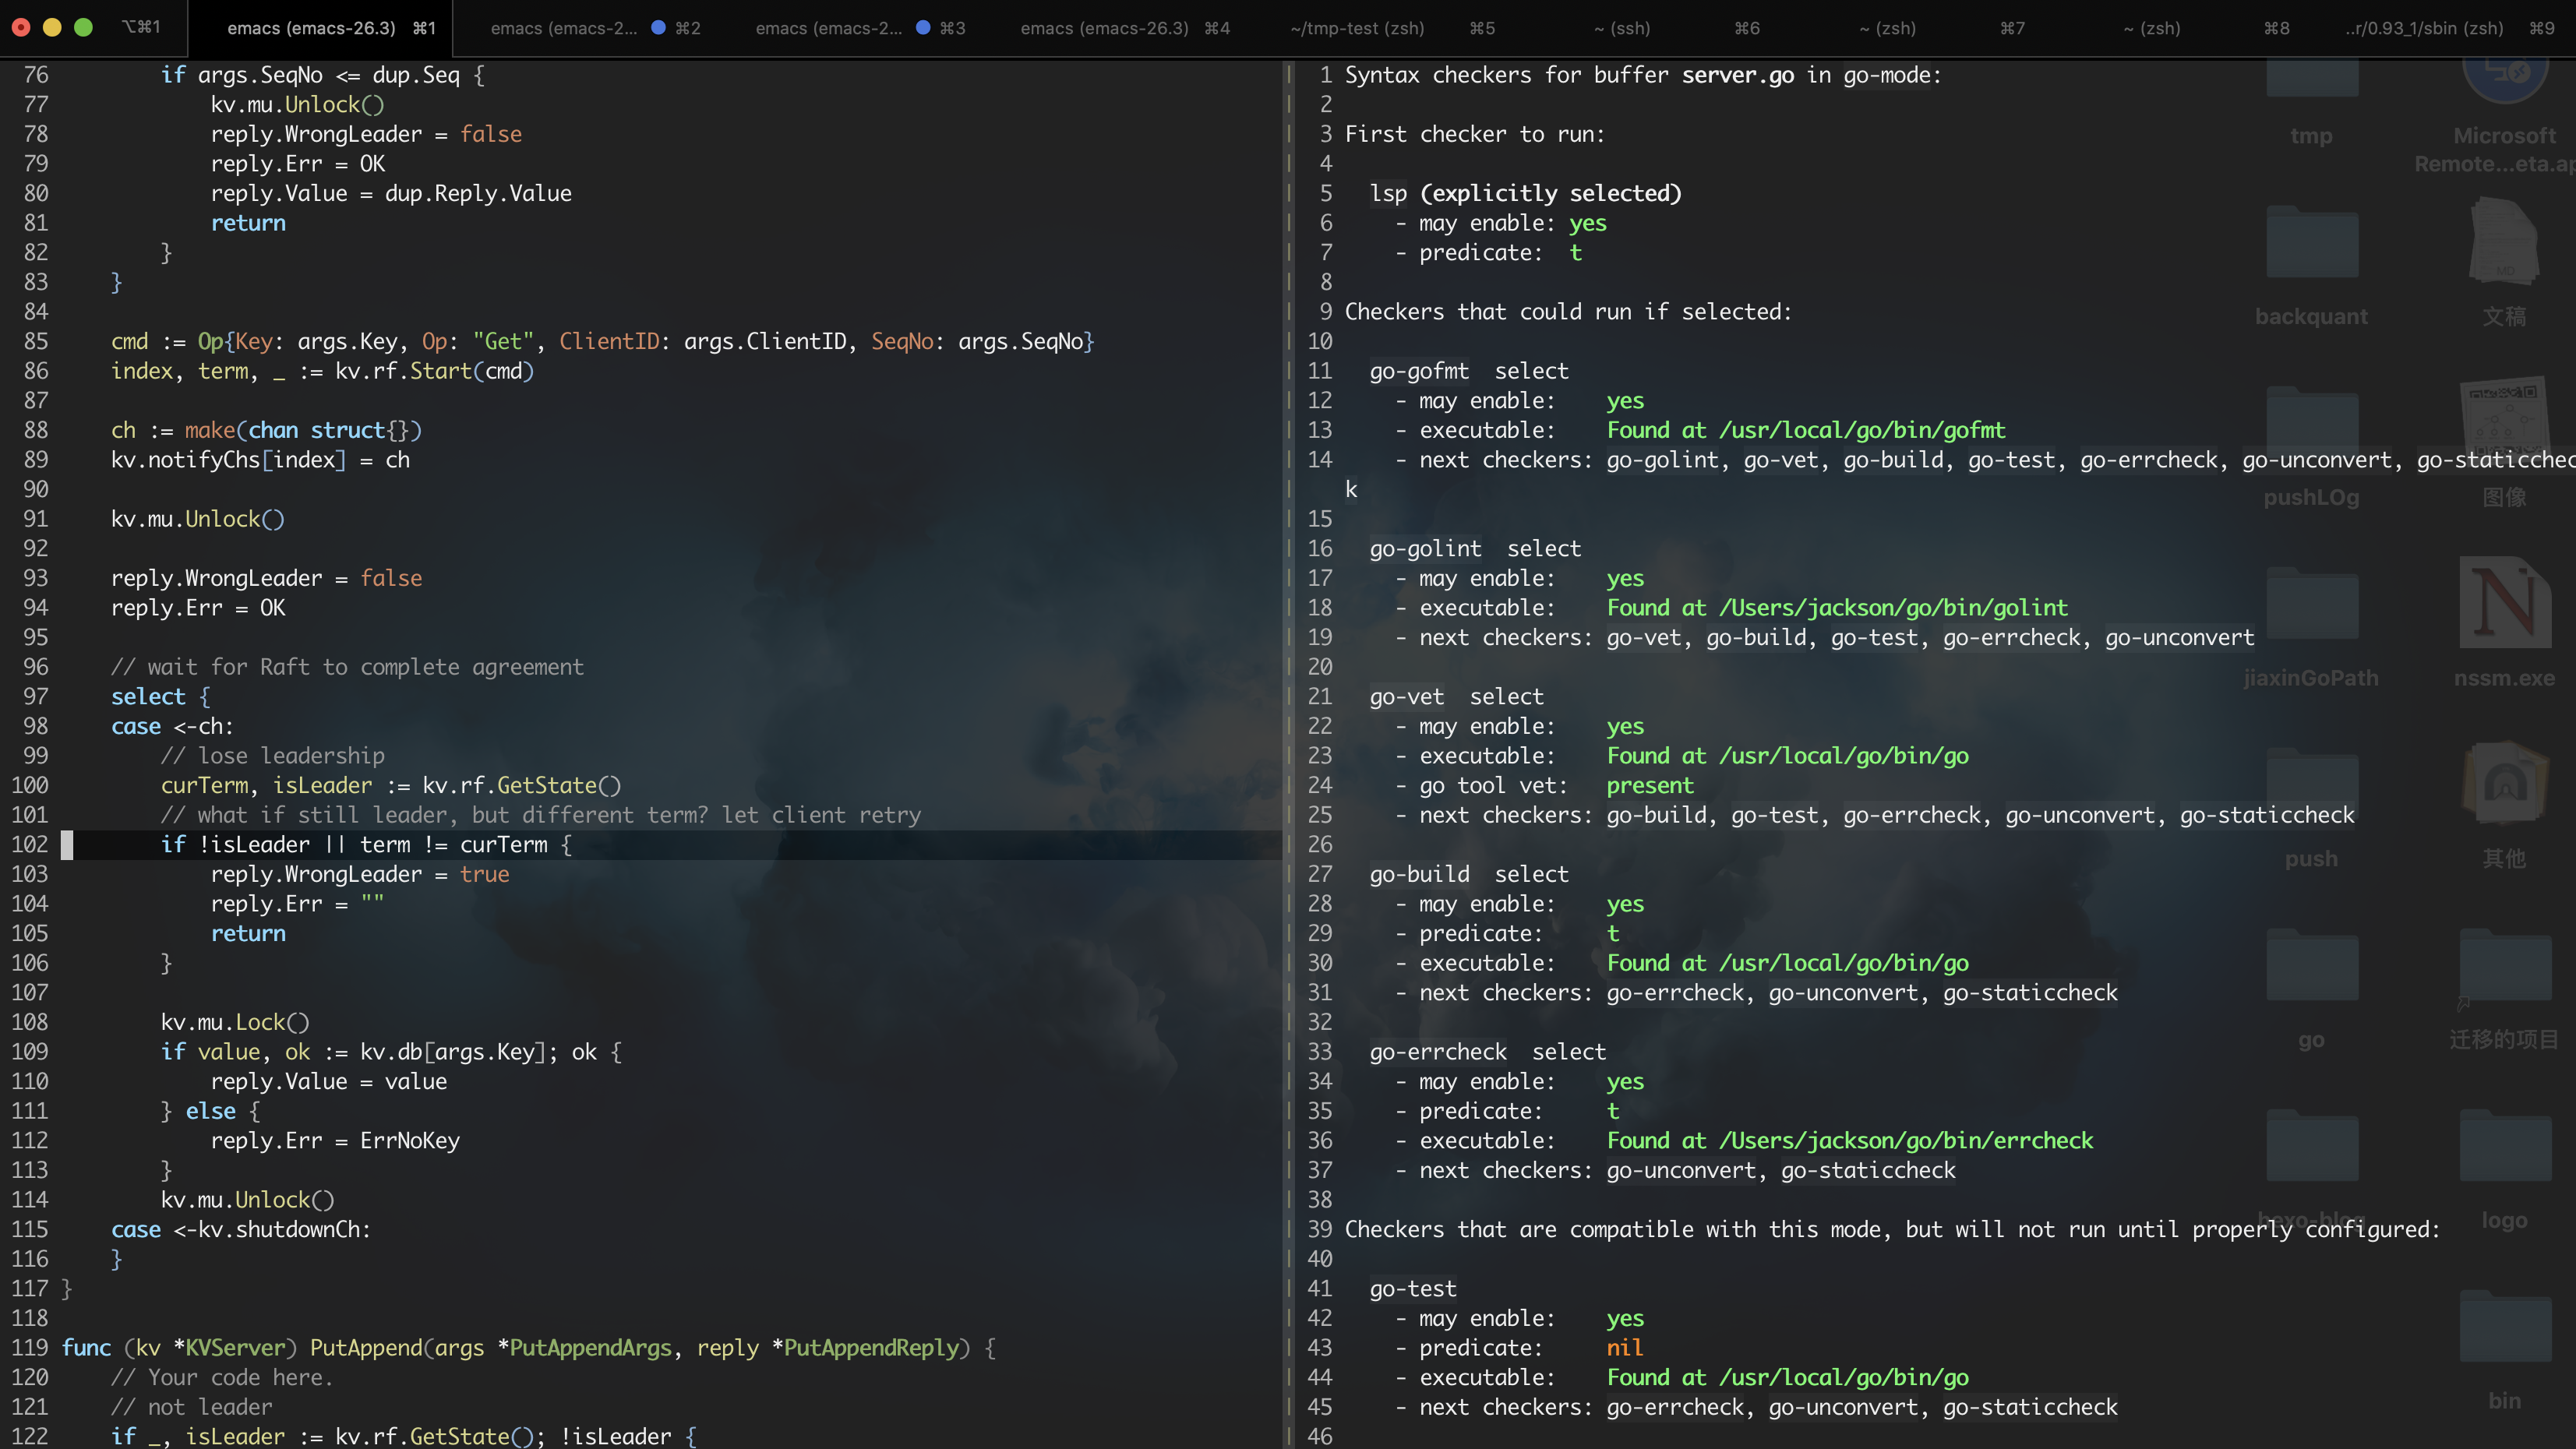 ⌥⌘1
emacs (emacs-26.3) ⌘1
emacs (emacs-2... ⌘2
emacs (emacs-2... ⌘3
emacs (emacs-26.3) ⌘4
~/tmp-test (zsh) ⌘5
~ (ssh) ⌘6
~ (zsh) ⌘7
~ (zsh) ⌘8
..r/0.93_1/sbin (zsh) ⌘9
76 if args.SeqNo <= dup.Seq {
77 kv.mu.Unlock()
78 reply.WrongLeader = false
79 reply.Err = OK
80 reply.Value = dup.Reply.Value
81 return
82 }
83 }
84
85 cmd := Op{Key: args.Key, Op: "Get", ClientID: args.ClientID, SeqNo: args.SeqNo}
86 index, term, _ := kv.rf.Start(cmd)
87
88 ch := make(chan struct{})
89 kv.notifyChs[index] = ch
90
91 kv.mu.Unlock()
92
93 reply.WrongLeader = false
94 reply.Err = OK
95
96 // wait for Raft to complete agreement
97 select {
98 case <-ch:
99 // lose leadership
100 curTerm, isLeader := kv.rf.GetState()
101 // what if still leader, but different term? let client retry
102 if !isLeader || term != curTerm {
103 reply.WrongLeader = true
104 reply.Err = ""
105 return
106 }
107
108 kv.mu.Lock()
109 if value, ok := kv.db[args.Key]; ok {
110 reply.Value = value
111 } else {
112 reply.Err = ErrNoKey
113 }
114 kv.mu.Unlock()
115 case <-kv.shutdownCh:
116 }
117 }
118
119 func (kv *KVServer) PutAppend(args *PutAppendArgs, reply *PutAppendReply) {
120 // Your code here.
121 // not leader
122 if _, isLeader := kv.rf.GetState(); !isLeader {
1 Syntax checkers for buffer server.go in go-mode:
2
3 First checker to run:
4
5 lsp (explicitly selected)
6 - may enable: yes
7 - predicate: t
8
9 Checkers that could run if selected:
10
11 go-gofmt select
12 - may enable: yes
13 - executable: Found at /usr/local/go/bin/gofmt
14 - next checkers: go-golint, go-vet, go-build, go-test, go-errcheck, go-unconvert, go-staticchec
k
15
16 go-golint select
17 - may enable: yes
18 - executable: Found at /Users/jackson/go/bin/golint
19 - next checkers: go-vet, go-build, go-test, go-errcheck, go-unconvert
20
21 go-vet select
22 - may enable: yes
23 - executable: Found at /usr/local/go/bin/go
24 - go tool vet: present
25 - next checkers: go-build, go-test, go-errcheck, go-unconvert, go-staticcheck
26
27 go-build select
28 - may enable: yes
29 - predicate: t
30 - executable: Found at /usr/local/go/bin/go
31 - next checkers: go-errcheck, go-unconvert, go-staticcheck
32
33 go-errcheck select
34 - may enable: yes
35 - predicate: t
36 - executable: Found at /Users/jackson/go/bin/errcheck
37 - next checkers: go-unconvert, go-staticcheck
38
39 Checkers that are compatible with this mode, but will not run until properly configured:
40
41 go-test
42 - may enable: yes
43 - predicate: nil
44 - executable: Found at /usr/local/go/bin/go
45 - next checkers: go-errcheck, go-unconvert, go-staticcheck
46
tmp
Microsoft
Remote...eta.ap
backquant
MD
文稿
pushLOg
图像
jiaxinGoPath
N
nssm.exe
push
其他
go
迁移的项目
hexo-blog
logo
bin